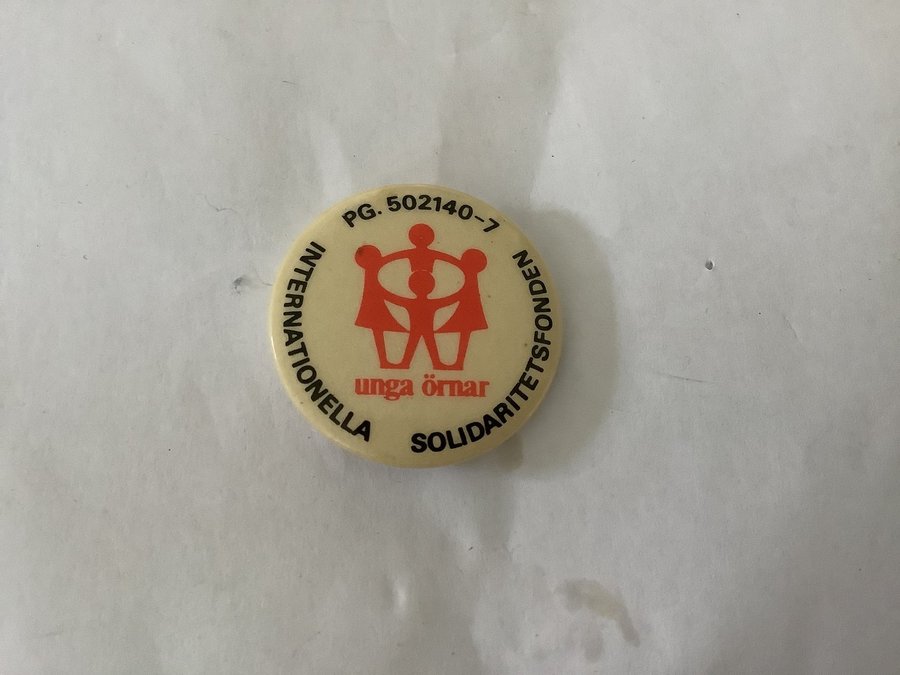 PG. 502140-7
INTERNATIONELLA
SOLIDARITETSFONDEN
unga örnar